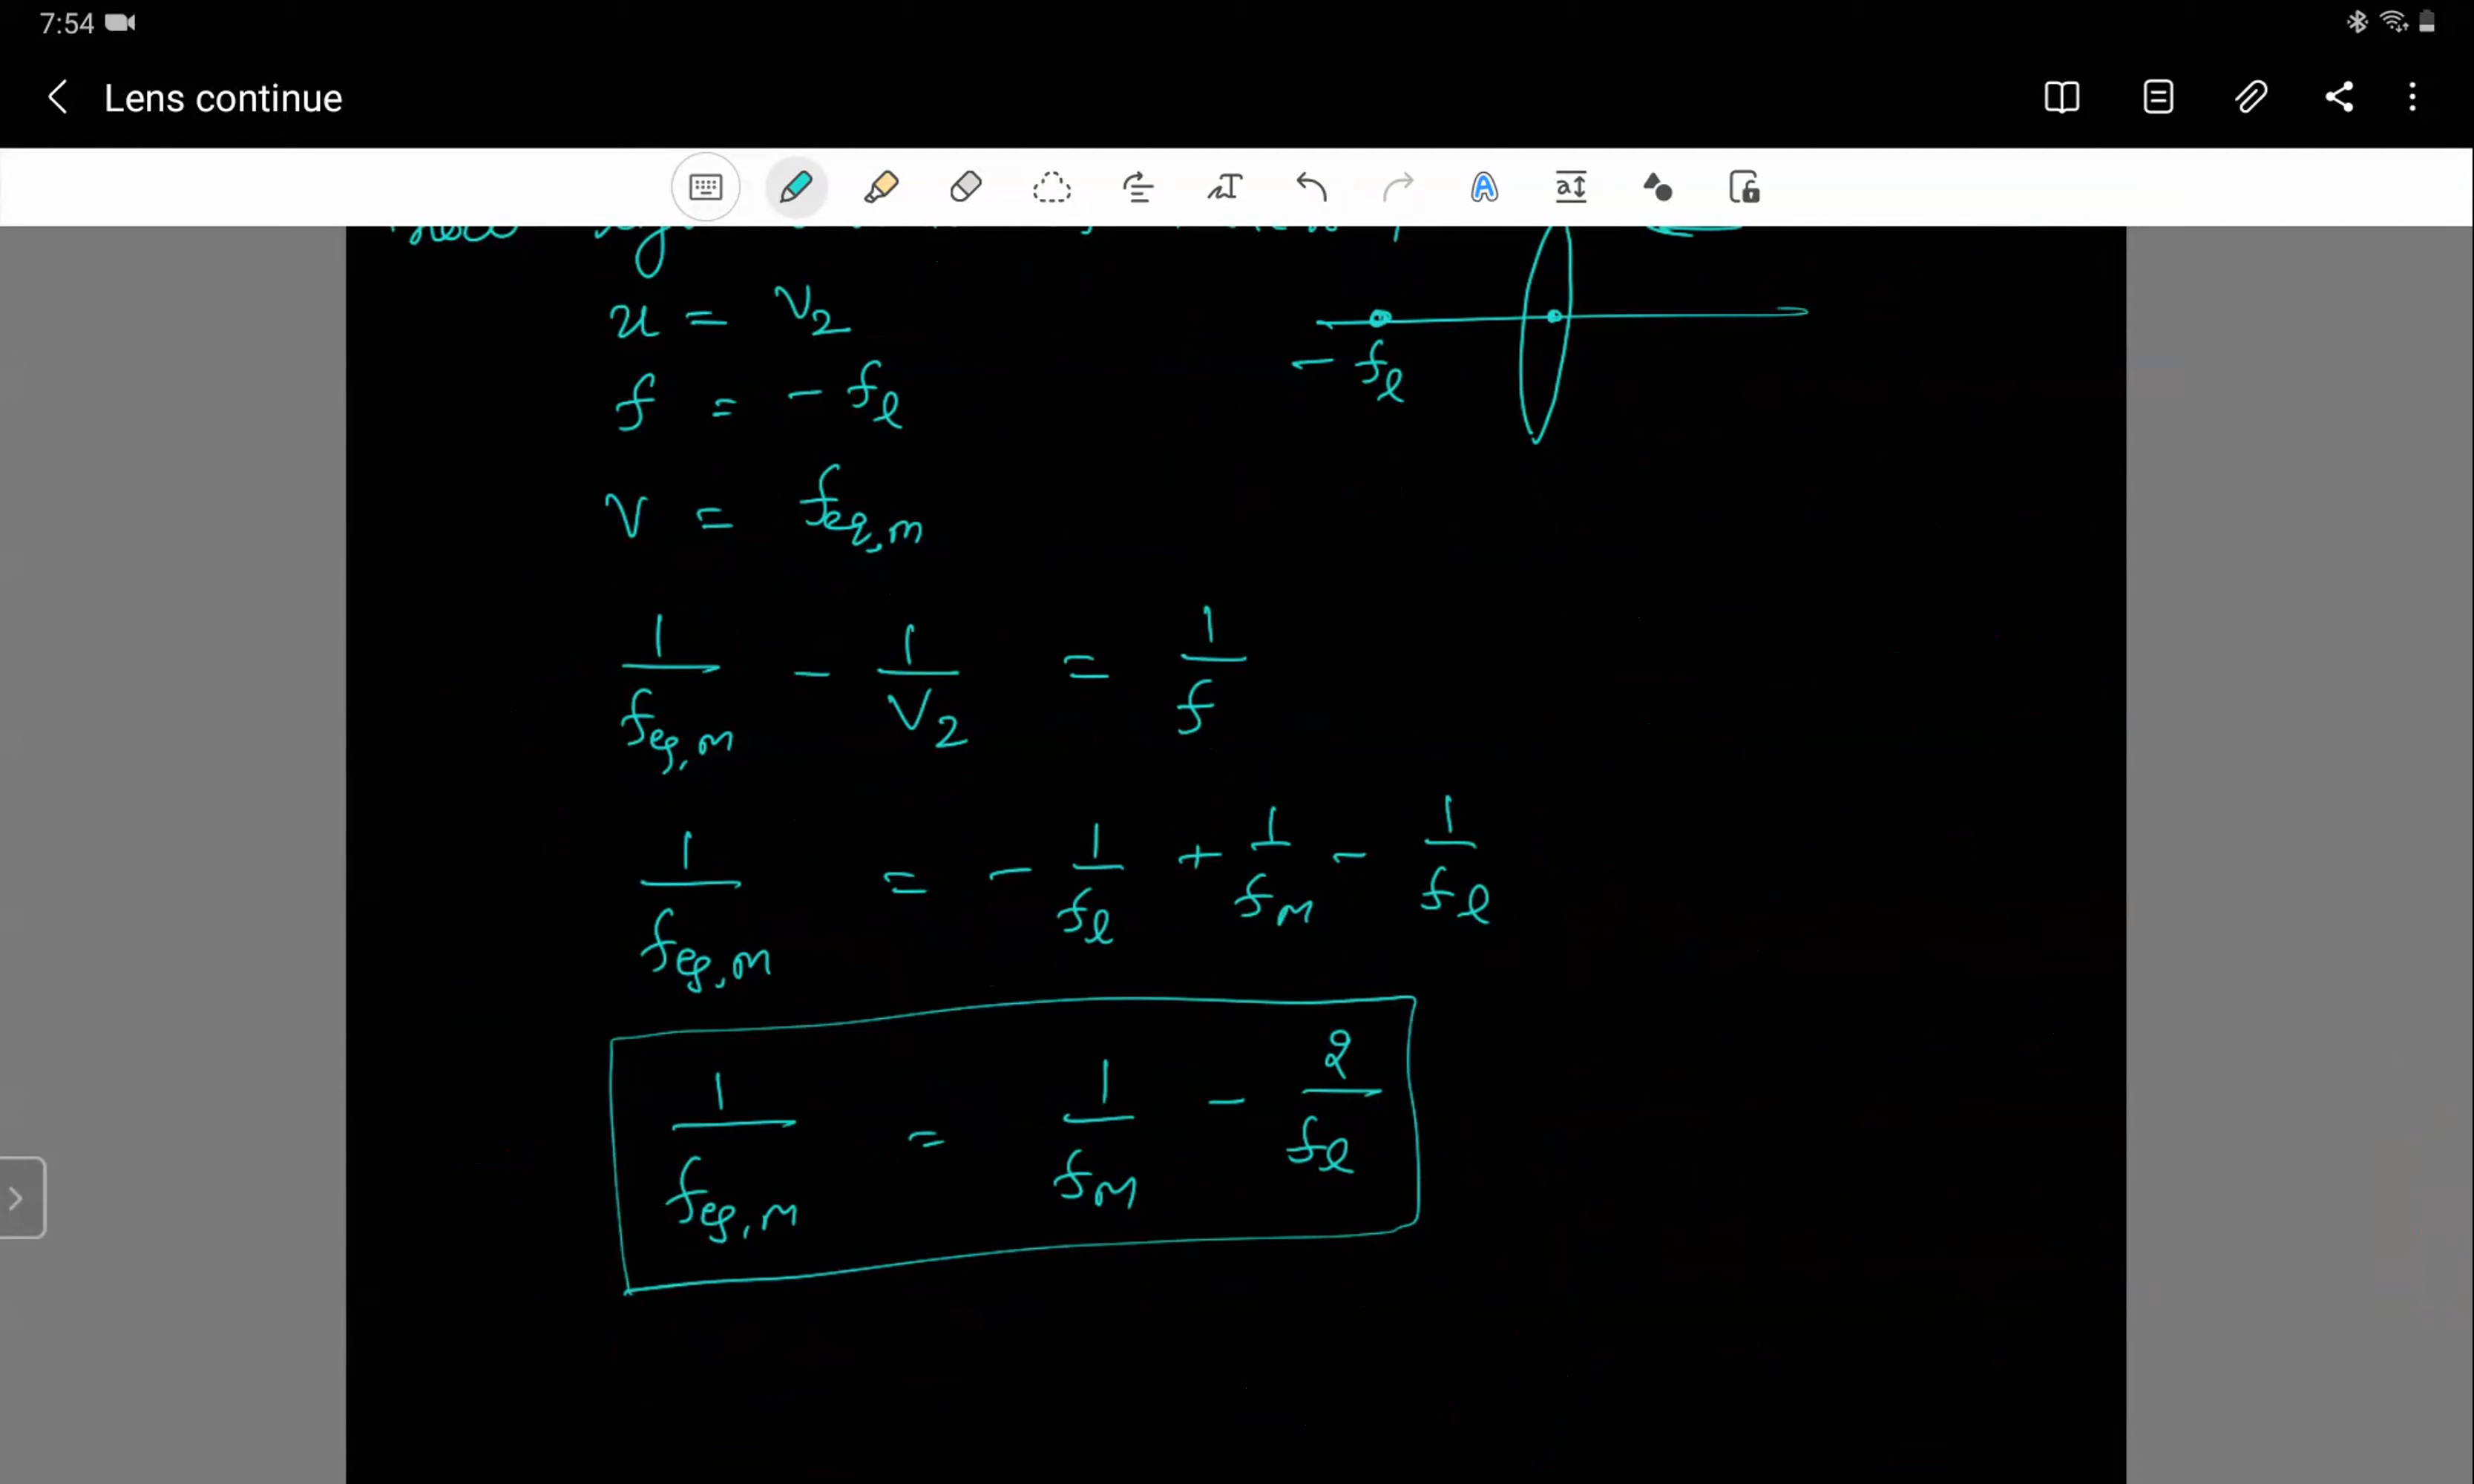 7:54
Lens continue
u = v₂
- fₗ
f = - fₗ
v = f_eq,m
1/f_eq,m - 1/v₂ = 1/f
1/f_eq,m = - 1/fₗ + 1/f_m - 1/fₗ
1/f_eq,m = 1/f_m - 2/fₗ